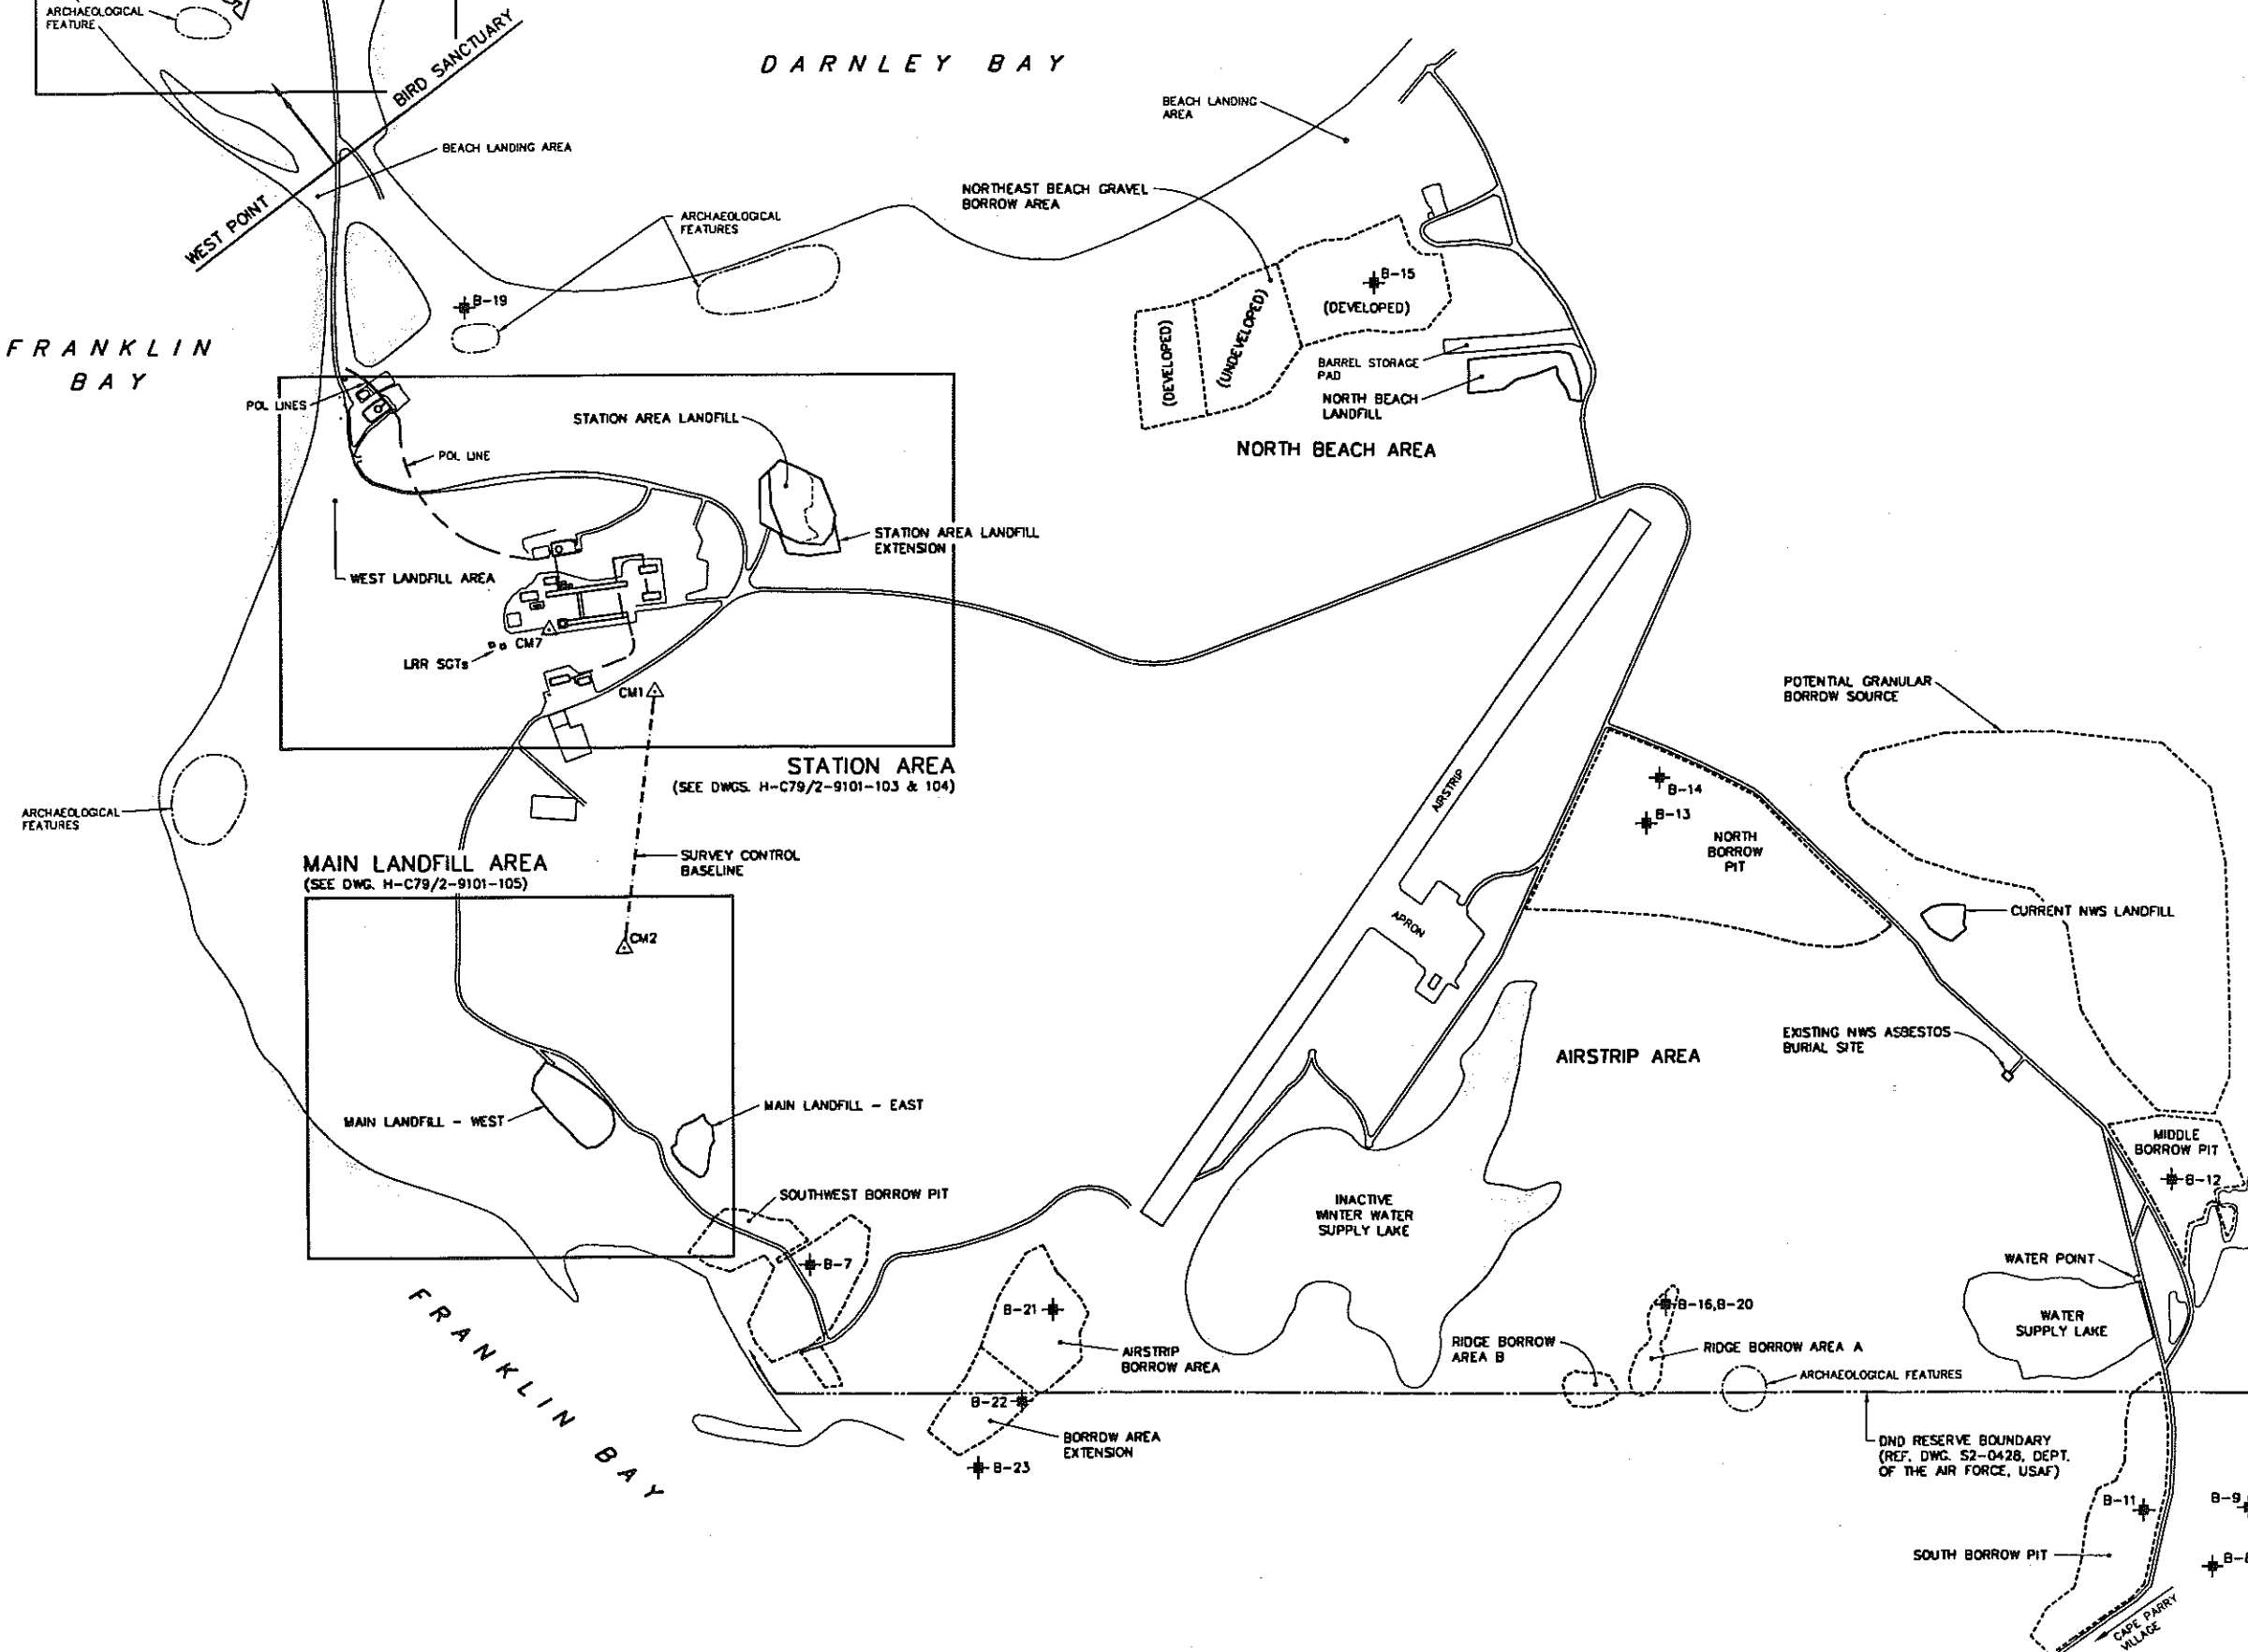 ARCHAEOLOGICAL
FEATURE
BIRD SANCTUARY
WEST POINT
DARNLEY BAY
BEACH LANDING AREA
BEACH LANDING
AREA
ARCHAEOLOGICAL
FEATURES
NORTHEAST BEACH GRAVEL
BORROW AREA
B-19
B-15
(DEVELOPED)
(UNDEVELOPED)
(DEVELOPED)
BARREL STORAGE
PAD
NORTH BEACH
LANDFILL
NORTH BEACH AREA
FRANKLIN
BAY
POL LINES
POL LINE
STATION AREA LANDFILL
STATION AREA LANDFILL
EXTENSION
WEST LANDFILL AREA
CM7
LRR SGTs
CM1
STATION AREA
(SEE DWGS. H-C79/2-9101-103 & 104)
ARCHAEOLOGICAL
FEATURES
SURVEY CONTROL
BASELINE
MAIN LANDFILL AREA
(SEE DWG. H-C79/2-9101-105)
CM2
MAIN LANDFILL - WEST
MAIN LANDFILL - EAST
SOUTHWEST BORROW PIT
B-7
FRANKLIN BAY
AIRSTRIP
APRON
POTENTIAL GRANULAR
BORROW SOURCE
B-14
B-13
NORTH
BORROW
PIT
CURRENT NWS LANDFILL
EXISTING NWS ASBESTOS
BURIAL SITE
AIRSTRIP AREA
MIDDLE
BORROW PIT
B-12
INACTIVE
WINTER WATER
SUPPLY LAKE
WATER POINT
WATER
SUPPLY LAKE
B-21
AIRSTRIP
BORROW AREA
B-22
BORROW AREA
EXTENSION
B-23
RIDGE BORROW
AREA B
B-16,B-20
RIDGE BORROW AREA A
ARCHAEOLOGICAL FEATURES
DND RESERVE BOUNDARY
(REF. DWG. S2-0428, DEPT.
OF THE AIR FORCE, USAF)
B-11
B-9
SOUTH BORROW PIT
CAPE PARRY
VILLAGE